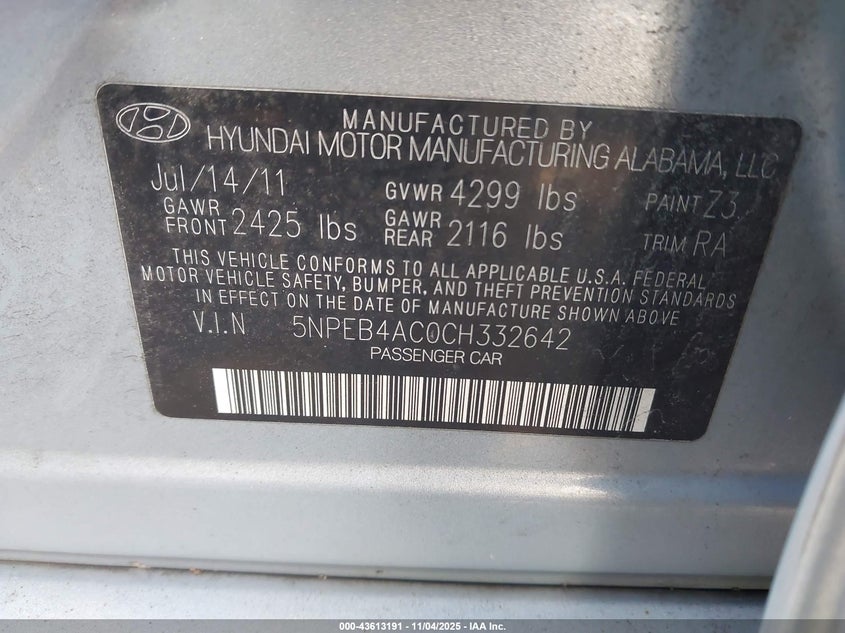 MANUFACTURED BY
HYUNDAI MOTOR MANUFACTURING ALABAMA, LLC
Jul/14/11 GVWR 4299 lbs PAINT Z3
GAWR FRONT 2425 lbs GAWR REAR 2116 lbs TRIM RA
THIS VEHICLE CONFORMS TO ALL APPLICABLE U.S.A. FEDERAL
MOTOR VEHICLE SAFETY, BUMPER, AND THEFT PREVENTION STANDARDS
IN EFFECT ON THE DATE OF MANUFACTURE SHOWN ABOVE
V.I.N 5NPEB4AC0CH332642
PASSENGER CAR
000-43613191 - 11/04/2025 - © IAA Inc.